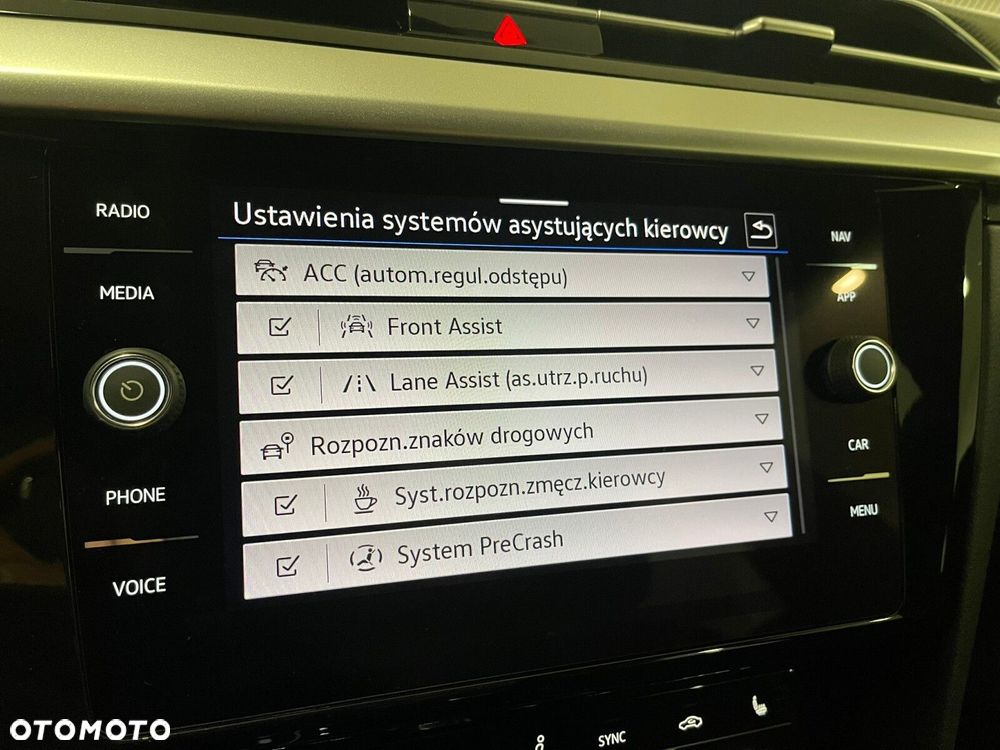 RADIO
MEDIA
PHONE
VOICE
Ustawienia systemów asystujących kierowcy
ACC (autom.regul.odstępu)
Front Assist
Lane Assist (as.utrz.p.ruchu)
Rozpozn.znaków drogowych
Syst.rozpozn.zmęcz.kierowcy
System PreCrash
NAV
APP
CAR
MENU
SYNC
OTOMOTO